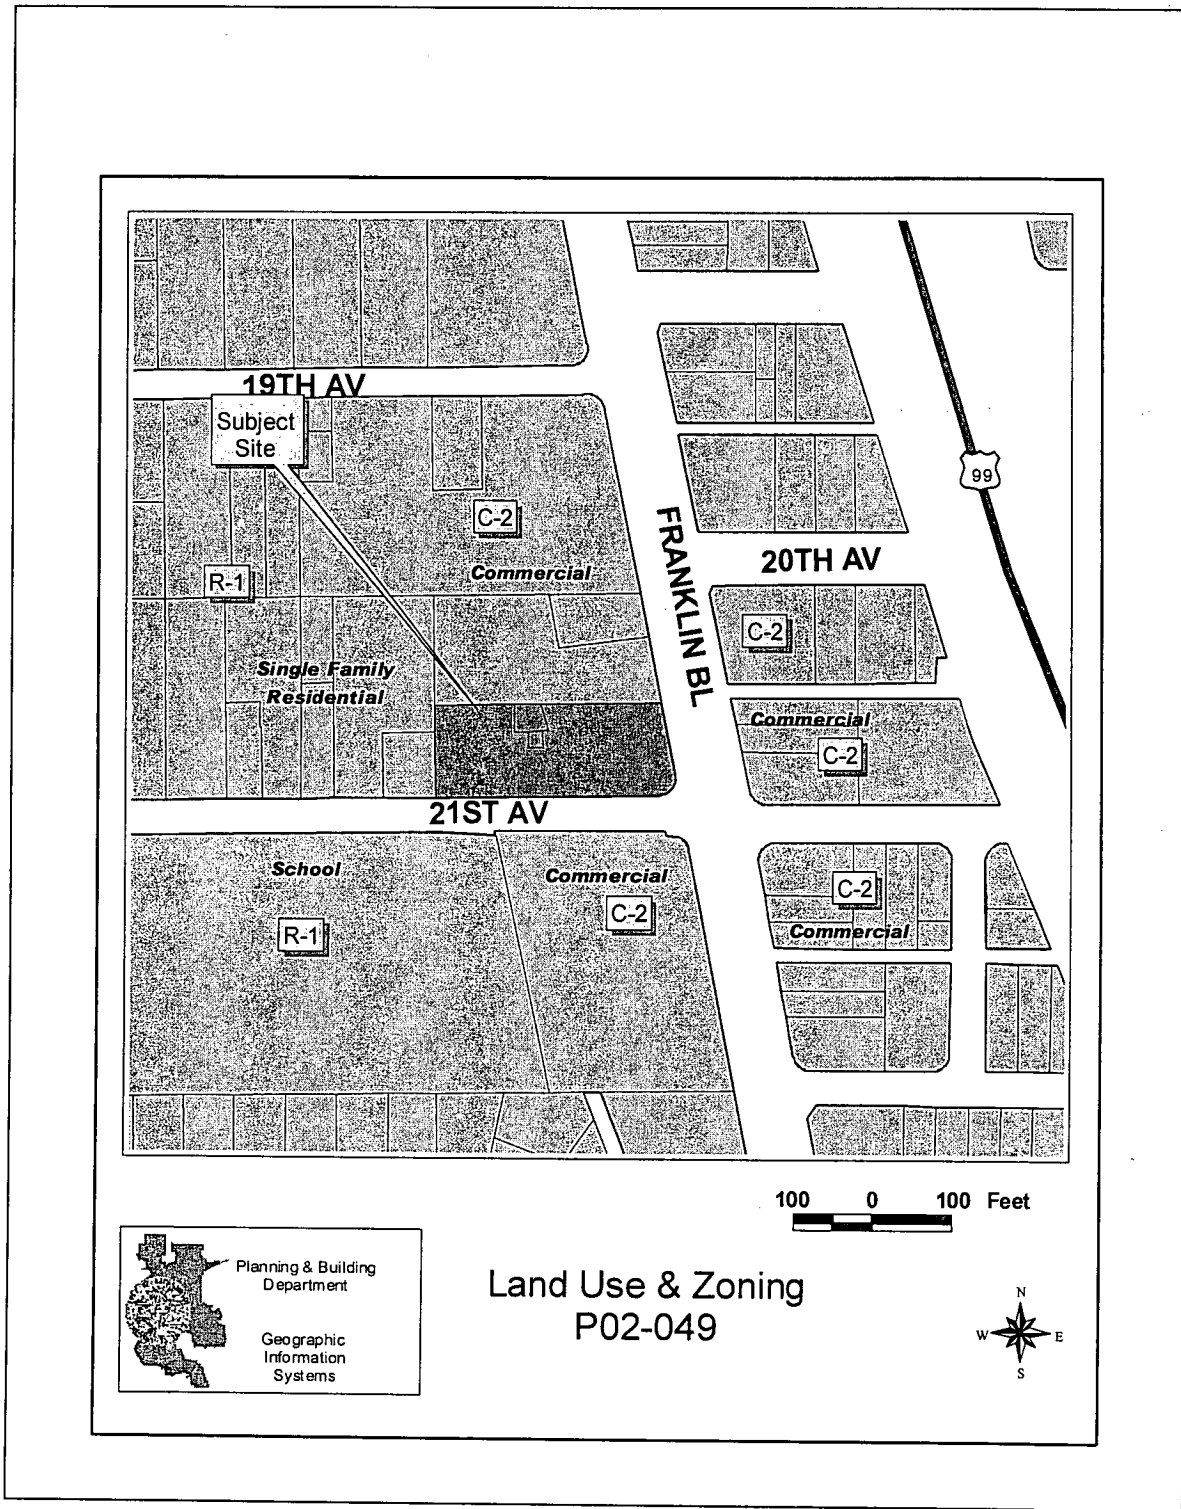 19TH AV
Subject
Site
C-2
99
FRANKLIN BL
20TH AV
Commercial
R-1
C-2
Single Family
Residential
Commercial
C-2
21ST AV
School
Commercial
C-2
C-2
R-1
Commercial
100 0 100 Feet
Planning & Building
Department
Geographic
Information
Systems
Land Use & Zoning
P02-049
N
W E
S